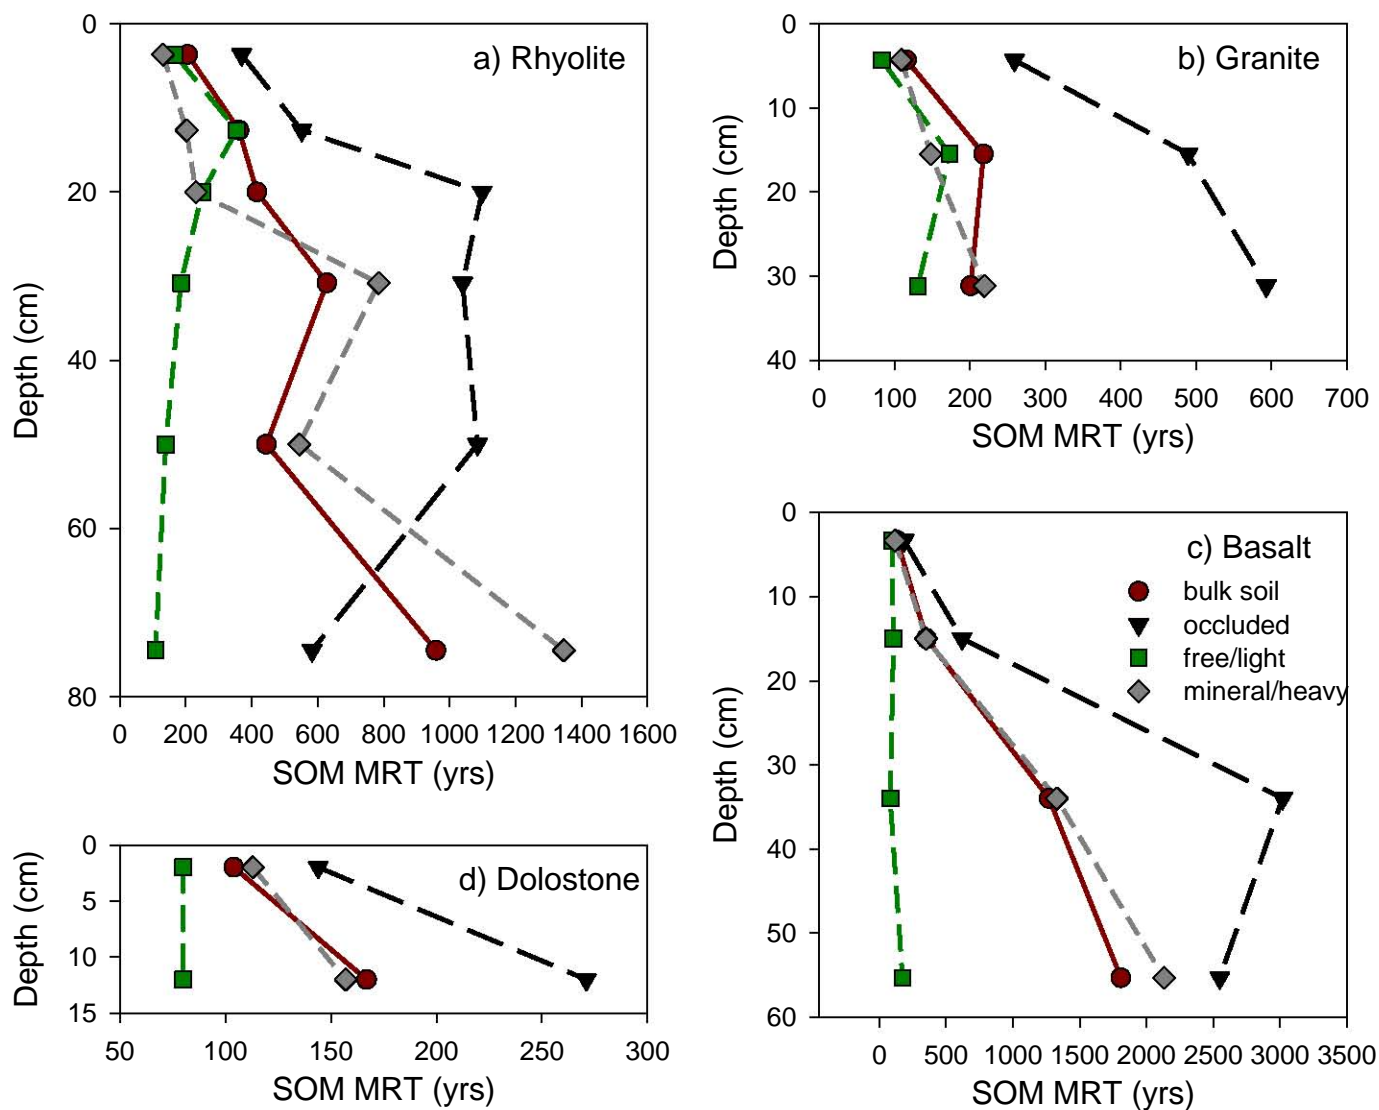 a) Rhyolite
0
20
40
60
80
Depth (cm)
0 200 400 600 800 1000 1200 1400 1600
SOM MRT (yrs)
b) Granite
0
10
20
30
40
Depth (cm)
0 100 200 300 400 500 600 700
SOM MRT (yrs)
c) Basalt
bulk soil
occluded
free/light
mineral/heavy
0
10
20
30
40
50
60
Depth (cm)
0 500 1000 1500 2000 2500 3000 3500
SOM MRT (yrs)
d) Dolostone
0
5
10
15
Depth (cm)
50 100 150 200 250 300
SOM MRT (yrs)